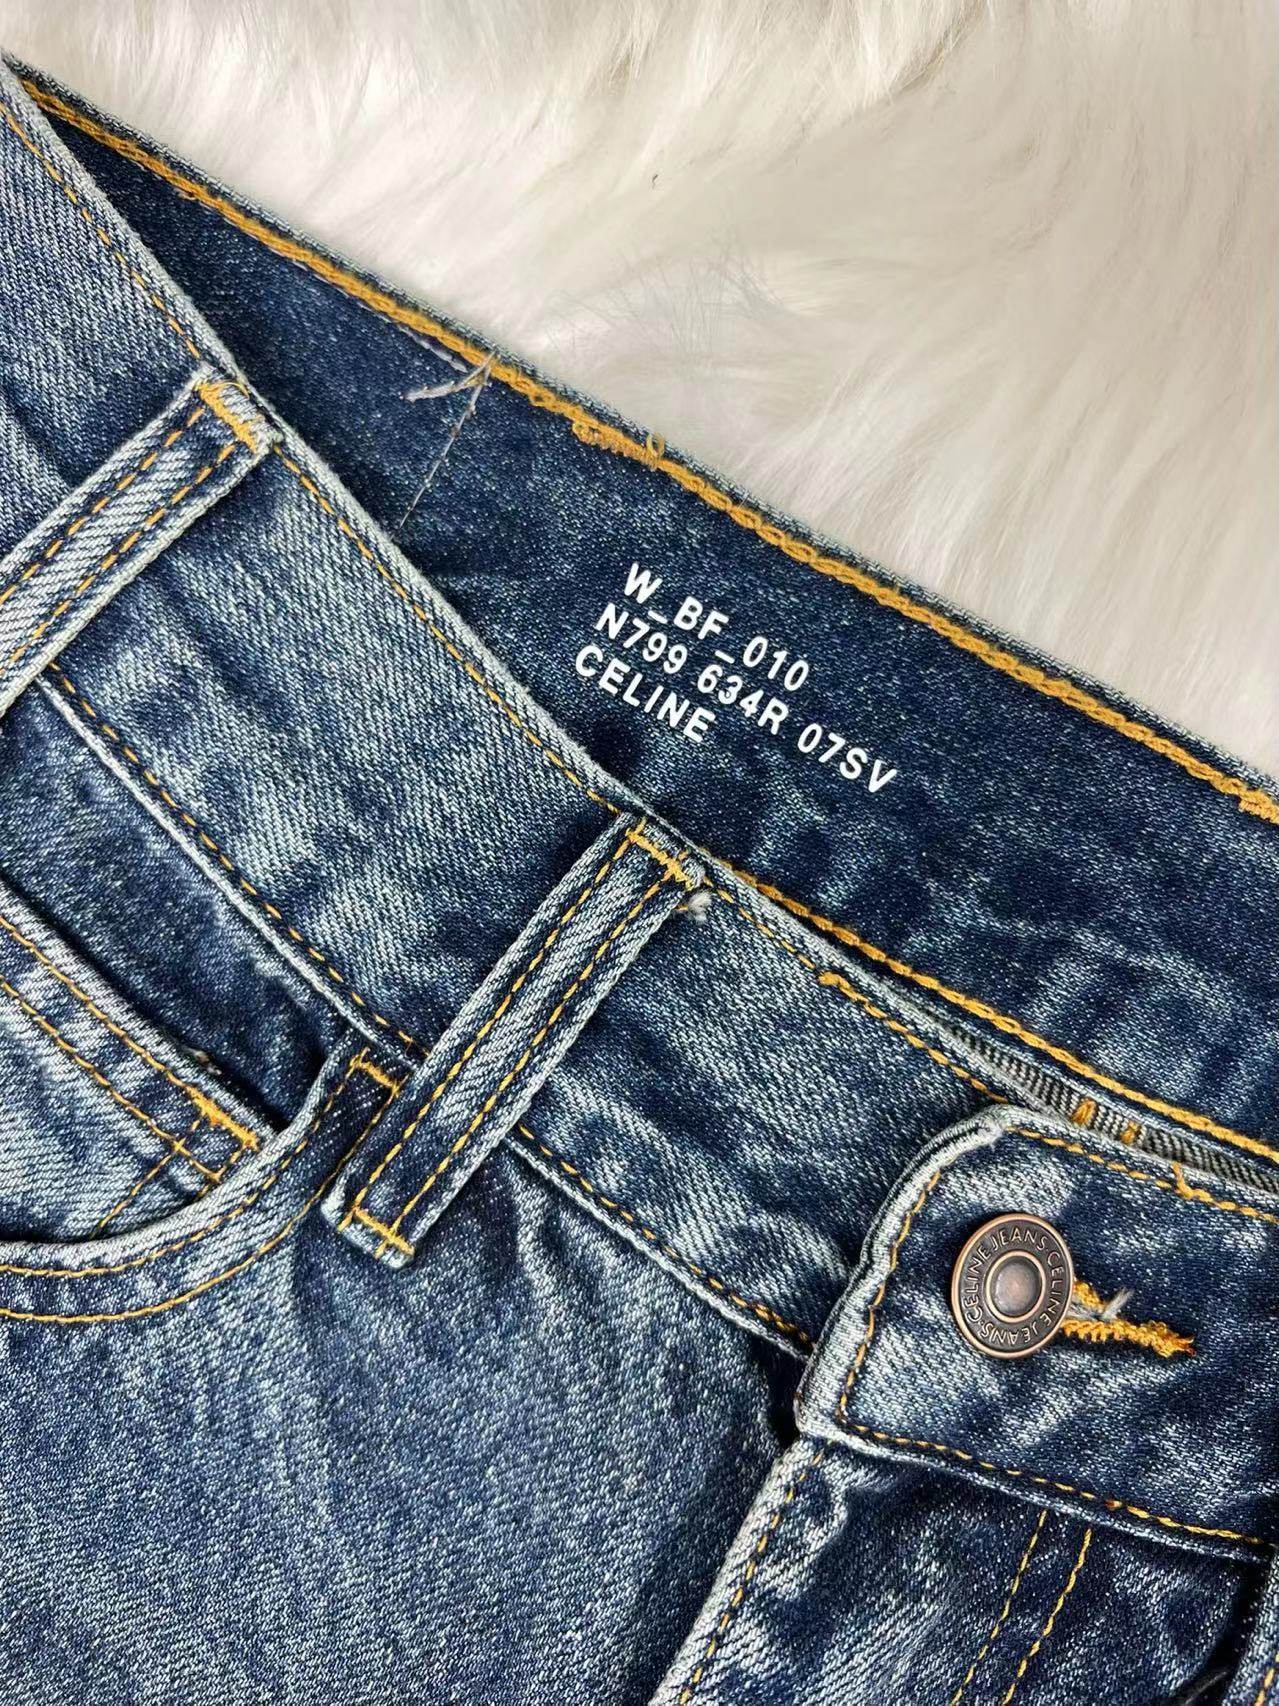 W_BF_010
N799 634R 07SV
CELINE
CELINE JEANS·CELINE JEANS·